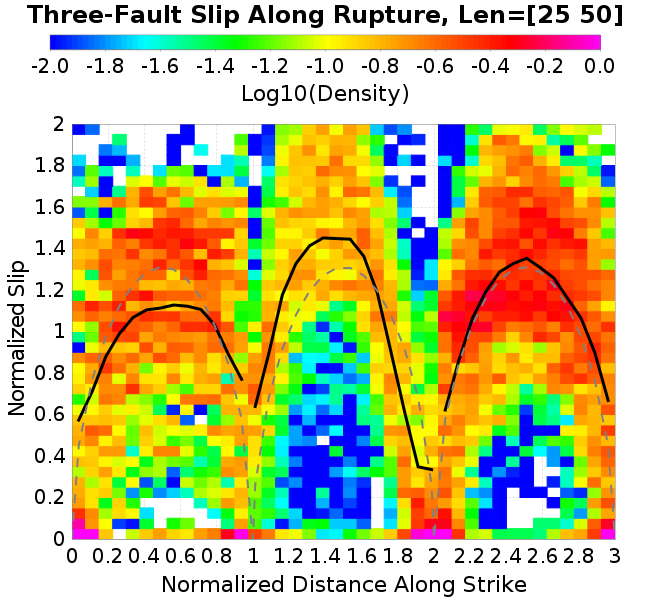 Three-Fault Slip Along Rupture, Len=[25 50]
-2.0 -1.8 -1.6 -1.4 -1.2 -1.0 -0.8 -0.6 -0.4 -0.2 0.0
Log10(Density)
2
1.8
1.6
1.4
1.2
1
0.8
0.6
0.4
0.2
0
Normalized Slip
0 0.2 0.4 0.6 0.8 1 1.2 1.4 1.6 1.8 2 2.2 2.4 2.6 2.8 3
Normalized Distance Along Strike